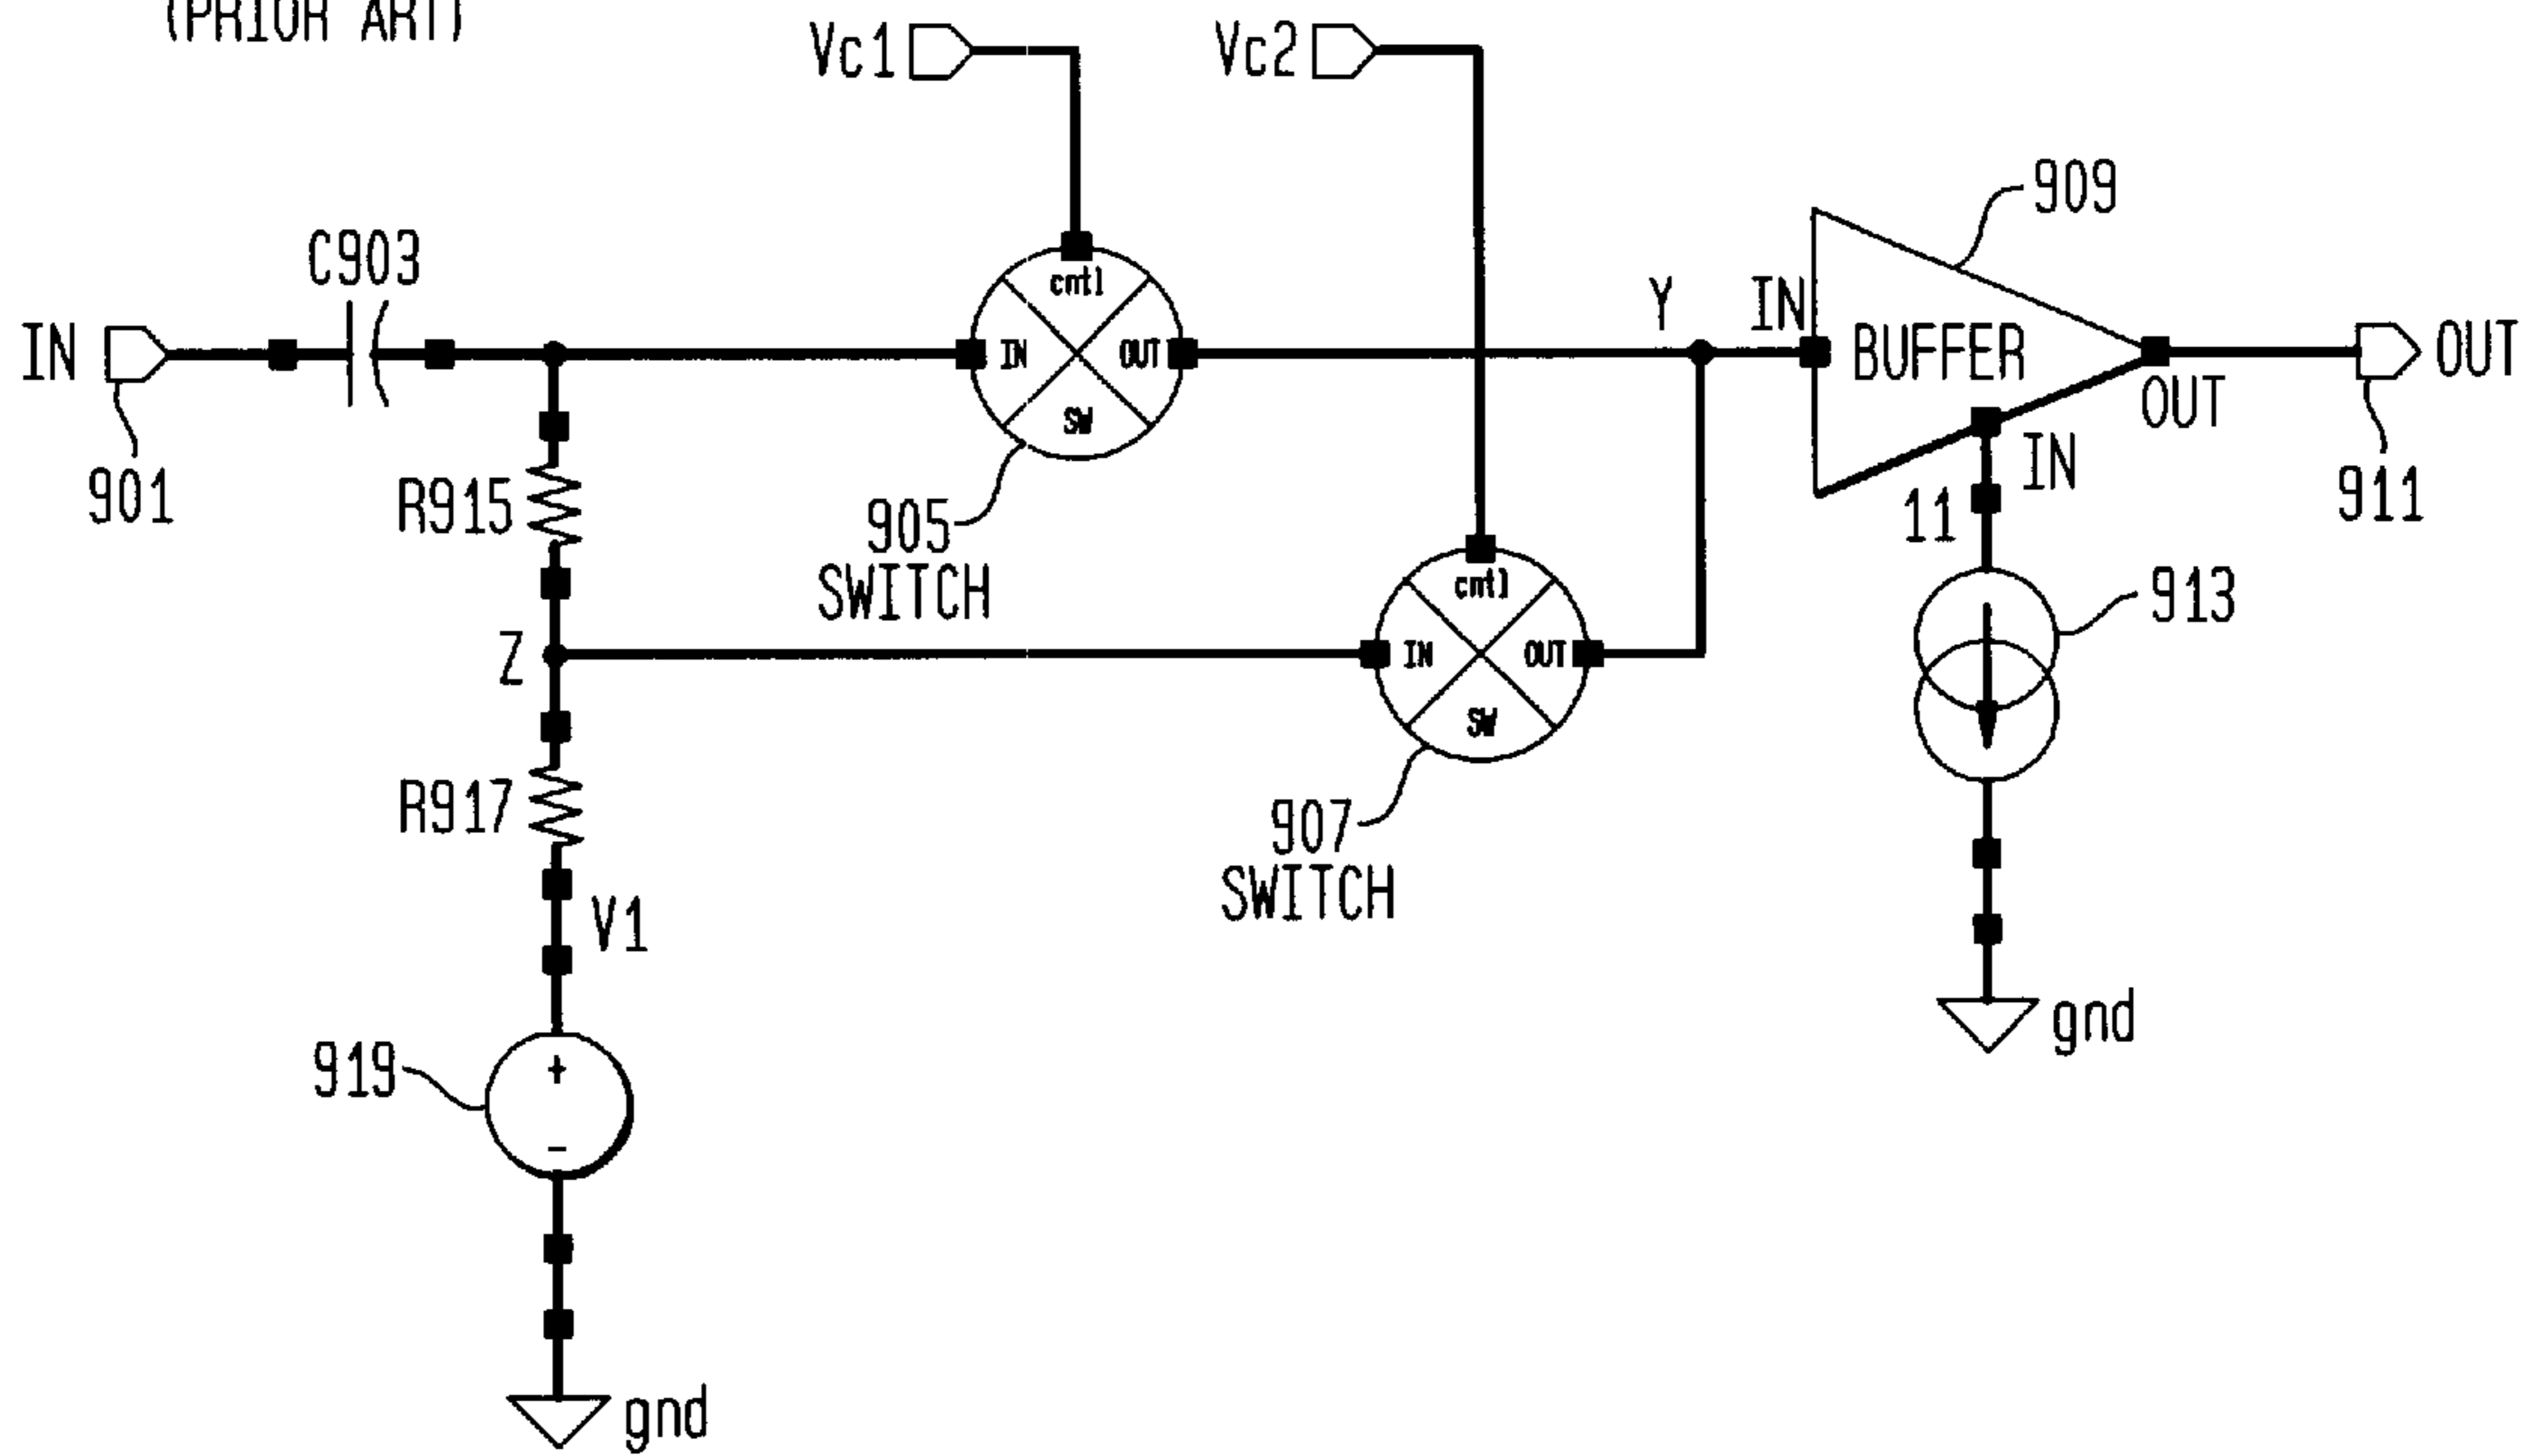 (PRIOR ART)
Vc1
Vc2
909
C903
cntl
Y
IN
IN
IN
OUT
BUFFER
OUT
OUT
SW
901
R915
905
SWITCH
IN
11
911
cntl
913
Z
IN
OUT
SW
R917
907
SWITCH
V1
919
+
-
gnd
gnd